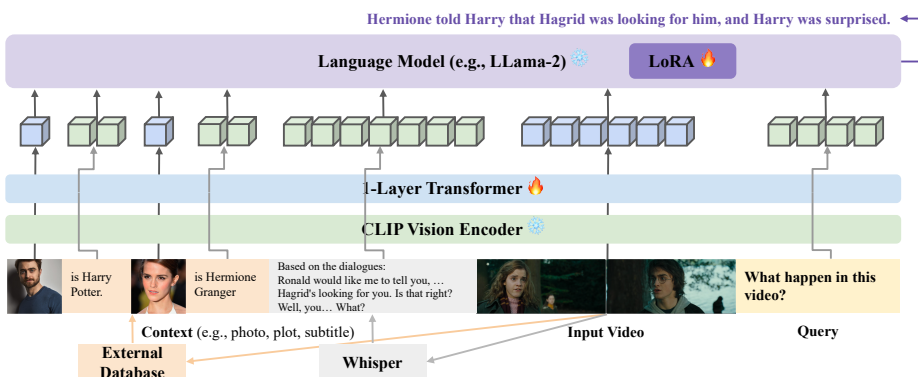 Hermione told Harry that Hagrid was looking for him, and Harry was surprised.
Language Model (e.g., LLama-2)
LoRA
1-Layer Transformer
CLIP Vision Encoder
is Harry
Potter.
is Hermione
Granger
Based on the dialogues:
Ronald would like me to tell you, …
Hagrid's looking for you. Is that right?
Well, you… What?
What happen in this
video?
Context (e.g., photo, plot, subtitle)
Input Video
Query
External
Database
Whisper